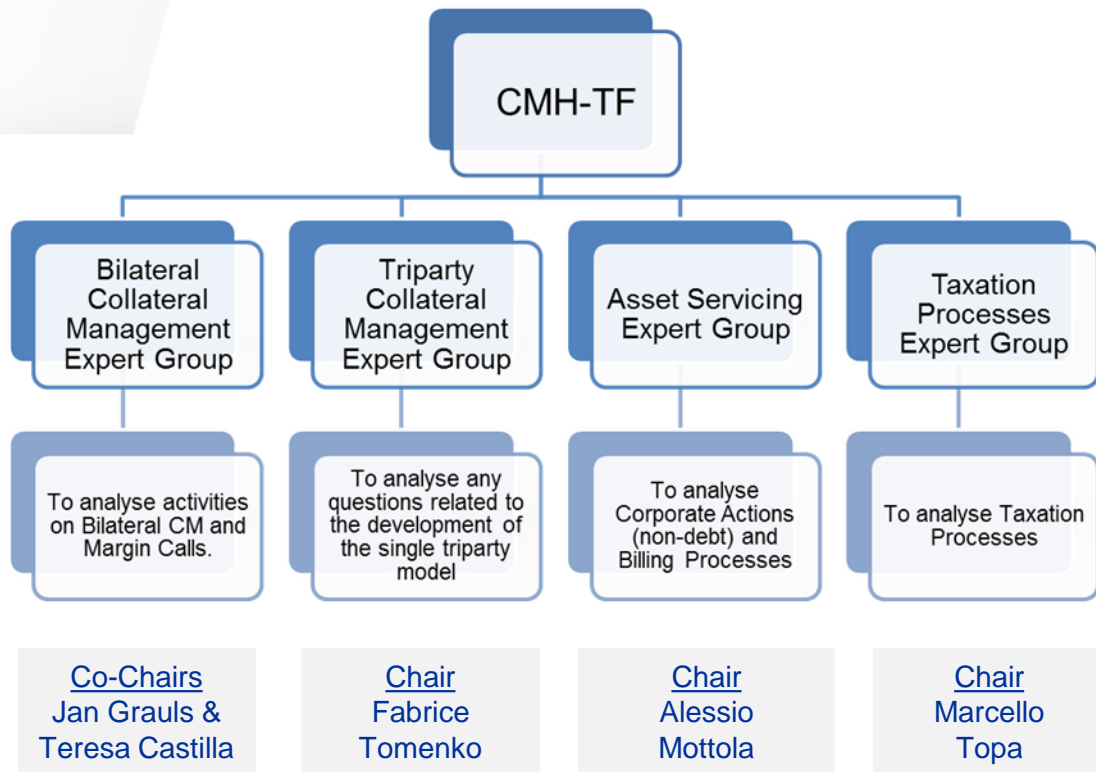 CMH-TF
Bilateral
Collateral
Management
Expert Group
Triparty
Collateral
Management
Expert Group
Asset Servicing
Expert Group
Taxation
Processes
Expert Group
To analyse activities
on Bilateral CM and
Margin Calls.
To analyse any
questions related to
the development of
the single triparty
model
To analyse
Corporate Actions
(non-debt) and
Billing Processes
To analyse Taxation
Processes
Co-Chairs
Jan Grauls &
Teresa Castilla
Chair
Fabrice
Tomenko
Chair
Alessio
Mottola
Chair
Marcello
Topa